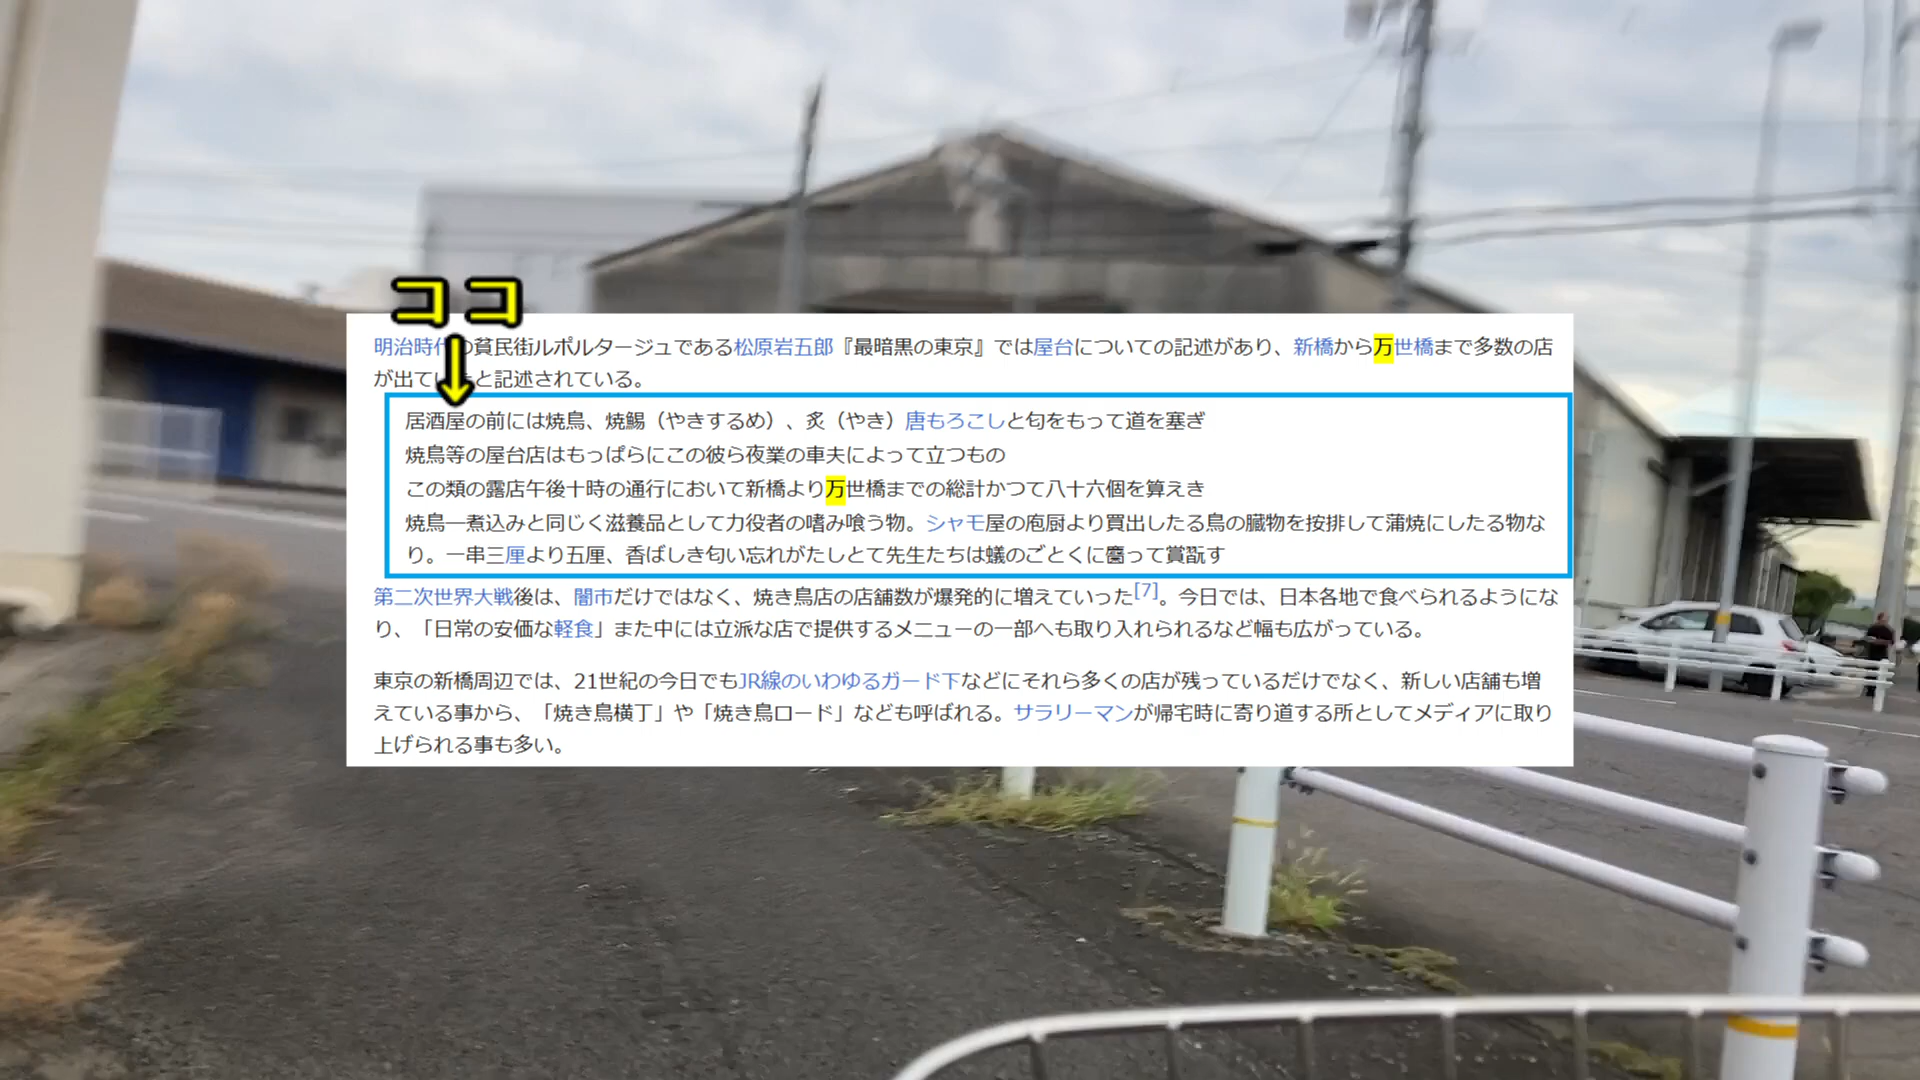 ココ
明治時代の貧民街ルポルタージュである松原岩五郎『最暗黒の東京』では屋台についての記述があり、新橋から万世橋まで多数の店
が出ていたと記述されている。
居酒屋の前には焼鳥、焼鯣（やきするめ）、炙（やき）唐もろこしと匂をもって道を塞ぎ
焼鳥等の屋台店はもっぱらにこの彼ら夜業の車夫によって立つもの
この類の露店午後十時の通行において新橋より万世橋までの総計かつて八十六個を算えき
焼鳥―煮込みと同じく滋養品として力役者の嗜み喰う物。シャモ屋の庖厨より買出したる鳥の臓物を按排して蒲焼にしたる物な
り。一串三厘より五厘、香ばしき匂い忘れがたしとて先生たちは蟻のごとくに麕って賞翫す
第二次世界大戦後は、闇市だけではなく、焼き鳥店の店舗数が爆発的に増えていった[7]。今日では、日本各地で食べられるようにな
り、「日常の安価な軽食」また中には立派な店で提供するメニューの一部へも取り入れられるなど幅も広がっている。
東京の新橋周辺では、21世紀の今日でもJR線のいわゆるガード下などにそれら多くの店が残っているだけでなく、新しい店舗も増
えている事から、「焼き鳥横丁」や「焼き鳥ロード」なども呼ばれる。サラリーマンが帰宅時に寄り道する所としてメディアに取り
上げられる事も多い。